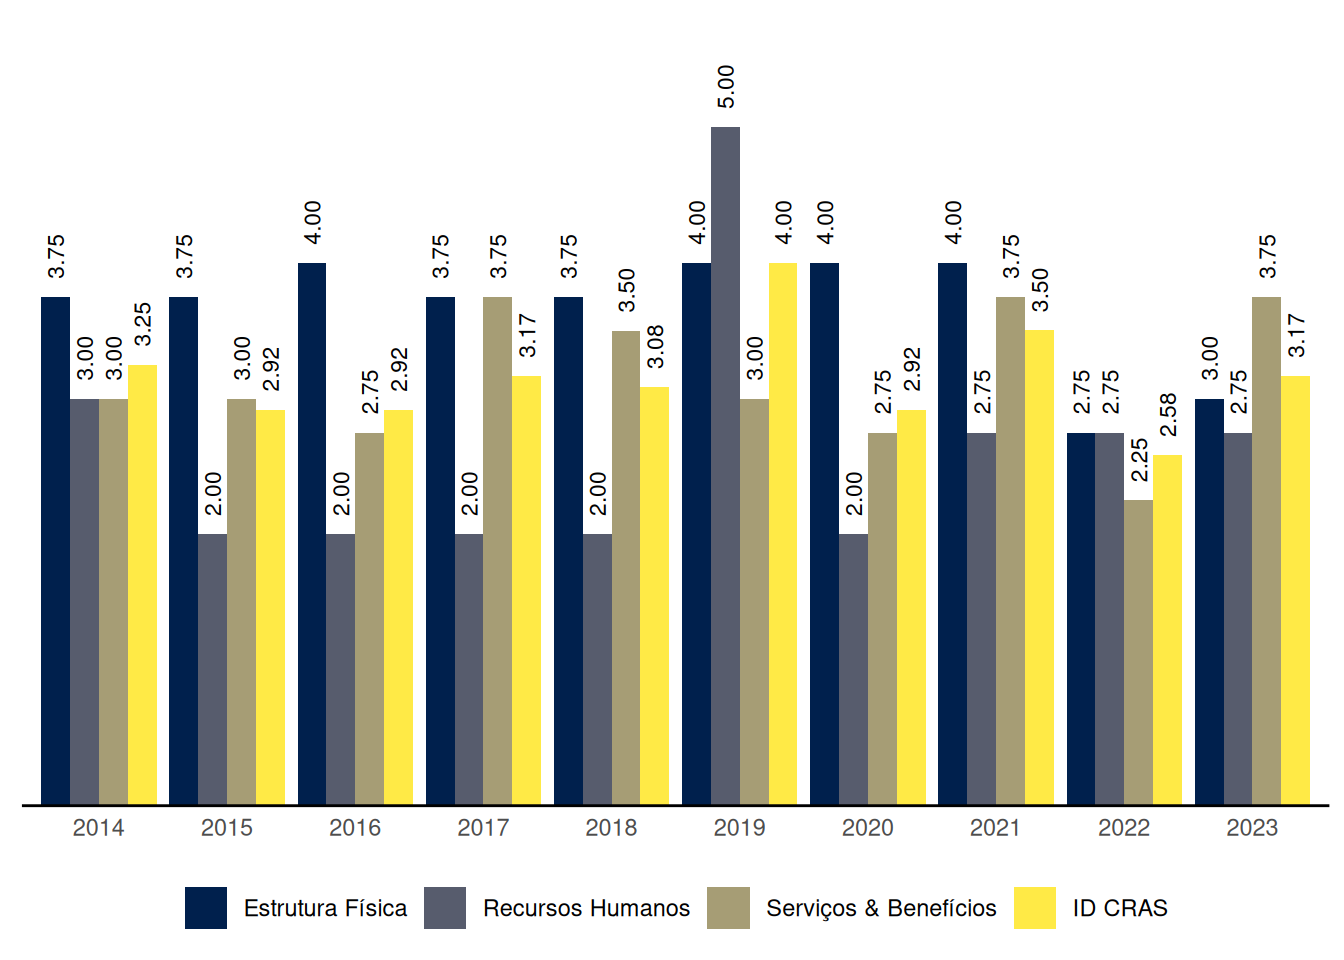 5.00
4.00 4.00 4.00 4.00 4.00
3.75 3.75 3.75 3.75 3.75 3.75 3.75
3.50 3.50
3.25 3.17 3.08 3.17
3.00 3.00 3.00 3.00 3.00
2.92 2.92 2.92
2.75 2.75 2.75 2.75 2.75 2.75
2.58
2.25
2.00 2.00 2.00 2.00 2.00
2014 2015 2016 2017 2018 2019 2020 2021 2022 2023
Estrutura Física Recursos Humanos Serviços & Benefícios ID CRAS